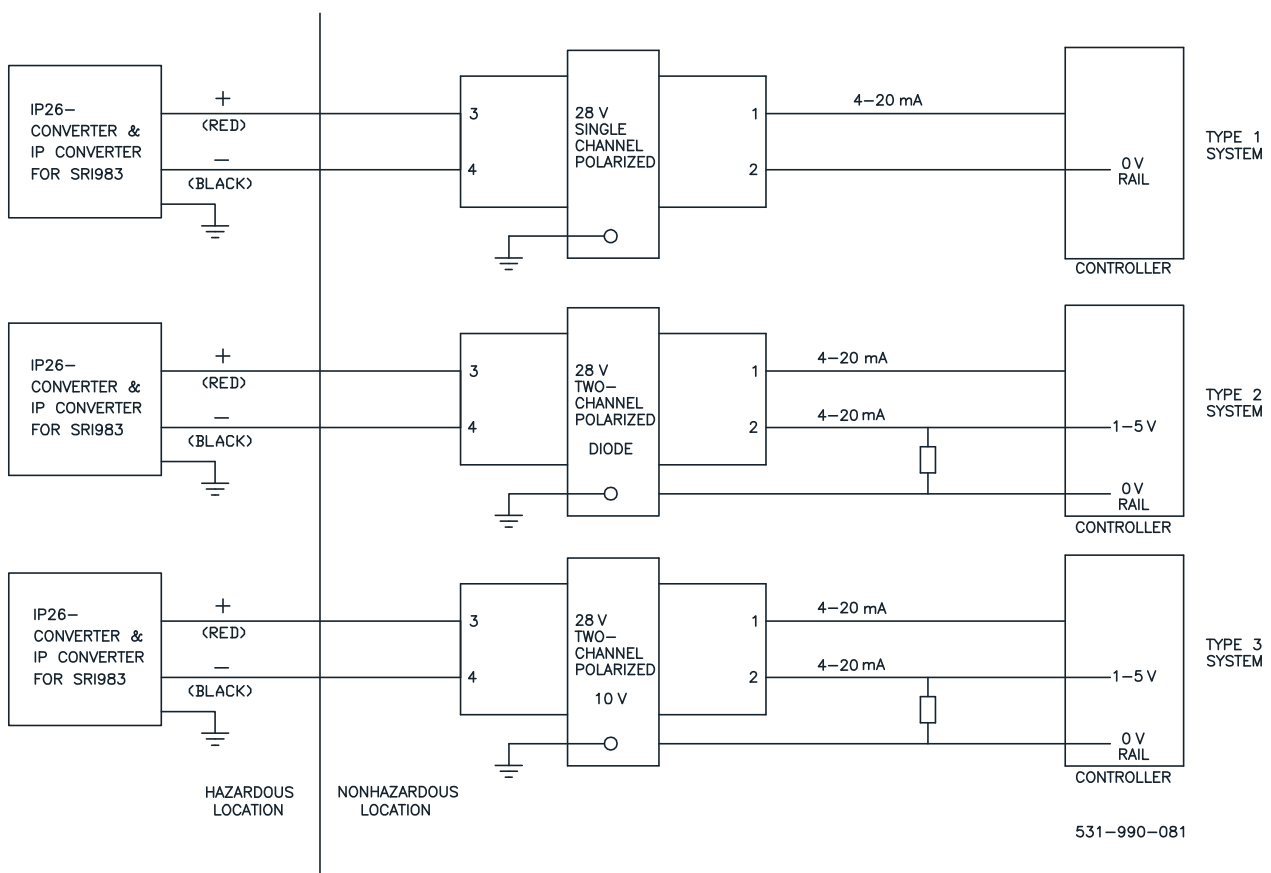 IP26-
CONVERTER &
IP CONVERTER
FOR SRI983
+
(RED)
-
(BLACK)
3
4
28 V
SINGLE
CHANNEL
POLARIZED
1
2
4-20 mA
0 V
RAIL
CONTROLLER
TYPE 1
SYSTEM
IP26-
CONVERTER &
IP CONVERTER
FOR SRI983
+
(RED)
-
(BLACK)
3
4
28 V
TWO-
CHANNEL
POLARIZED
DIODE
1
2
4-20 mA
4-20 mA
1-5 V
0 V
RAIL
CONTROLLER
TYPE 2
SYSTEM
IP26-
CONVERTER &
IP CONVERTER
FOR SRI983
+
(RED)
-
(BLACK)
3
4
28 V
TWO-
CHANNEL
POLARIZED
10 V
1
2
4-20 mA
4-20 mA
1-5 V
0 V
RAIL
CONTROLLER
TYPE 3
SYSTEM
HAZARDOUS
LOCATION
NONHAZARDOUS
LOCATION
531-990-081